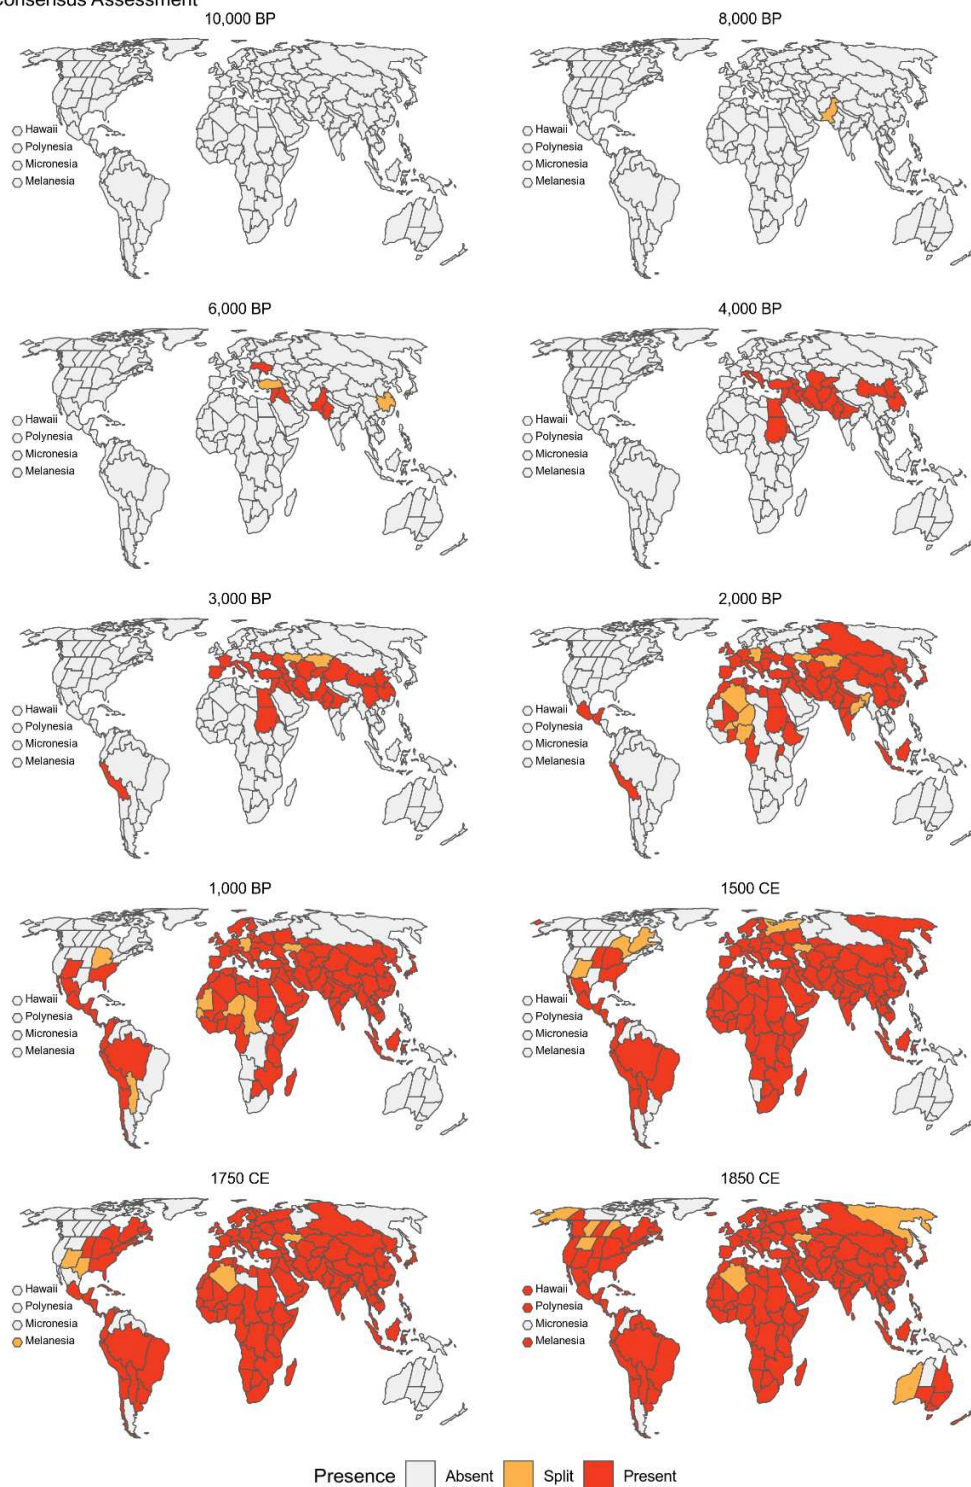 Consensus Assessment
10,000 BP
8,000 BP
Hawaii
Polynesia
Micronesia
Melanesia
Hawaii
Polynesia
Micronesia
Melanesia
6,000 BP
4,000 BP
Hawaii
Polynesia
Micronesia
Melanesia
Hawaii
Polynesia
Micronesia
Melanesia
3,000 BP
2,000 BP
Hawaii
Polynesia
Micronesia
Melanesia
Hawaii
Polynesia
Micronesia
Melanesia
1,000 BP
1500 CE
Hawaii
Polynesia
Micronesia
Melanesia
Hawaii
Polynesia
Micronesia
Melanesia
1750 CE
1850 CE
Hawaii
Polynesia
Micronesia
Melanesia
Hawaii
Polynesia
Micronesia
Melanesia
Presence Absent Split Present